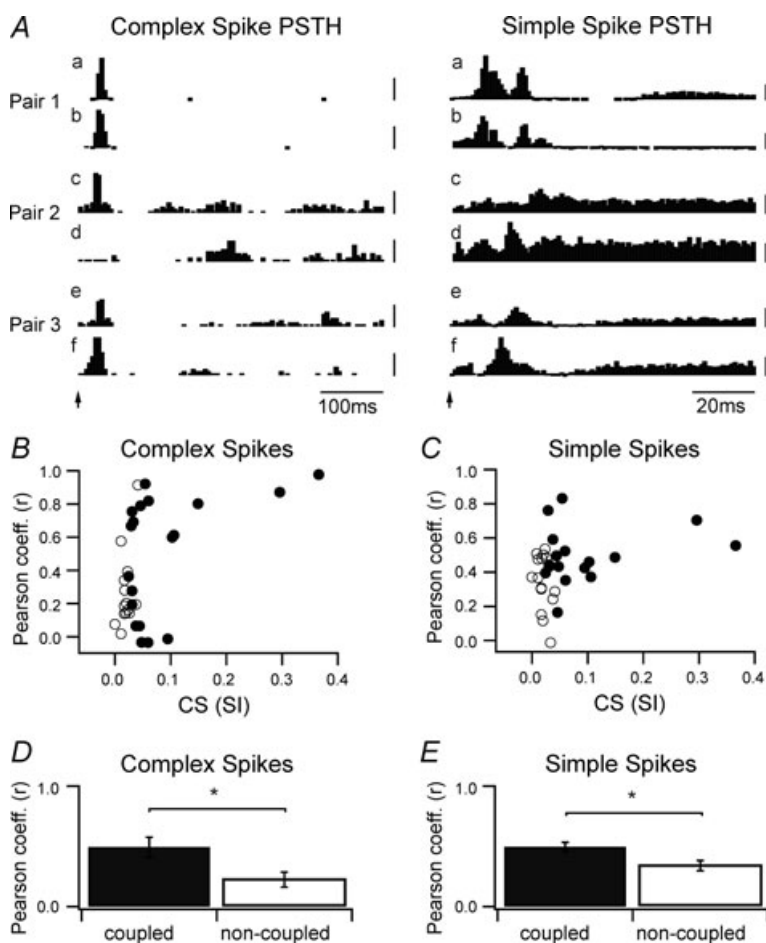 A
Complex Spike PSTH
Simple Spike PSTH
Pair 1
a
b
a
b
Pair 2
c
d
c
d
Pair 3
e
f
e
f
100ms
20ms
B
Complex Spikes
Pearson coeff. (r)
1.0
0.8
0.6
0.4
0.2
0.0
0.0 0.1 0.2 0.3 0.4
CS (SI)
C
Simple Spikes
Pearson coeff. (r)
1.0
0.8
0.6
0.4
0.2
0.0
0.0 0.1 0.2 0.3 0.4
CS (SI)
D
Complex Spikes
Pearson coeff. (r)
1.0
0.0
*
coupled non-coupled
E
Simple Spikes
Pearson coeff. (r)
1.0
0.0
*
coupled non-coupled